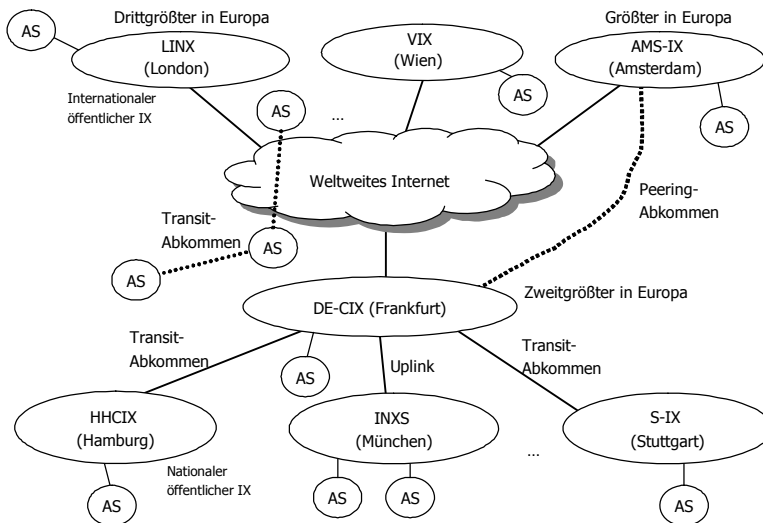 Drittgrößter in Europa
Größter in Europa
AS
LINX
(London)
VIX
(Wien)
AMS-IX
(Amsterdam)
Internationaler
öffentlicher IX
AS
...
AS
AS
Weltweites Internet
Peering-
Abkommen
Transit-
Abkommen
AS
AS
DE-CIX (Frankfurt)
Zweitgrößter in Europa
Transit-
Abkommen
AS
Uplink
Transit-
Abkommen
HHCIX
(Hamburg)
INXS
(München)
S-IX
(Stuttgart)
...
Nationaler
öffentlicher IX
AS
AS
AS
AS